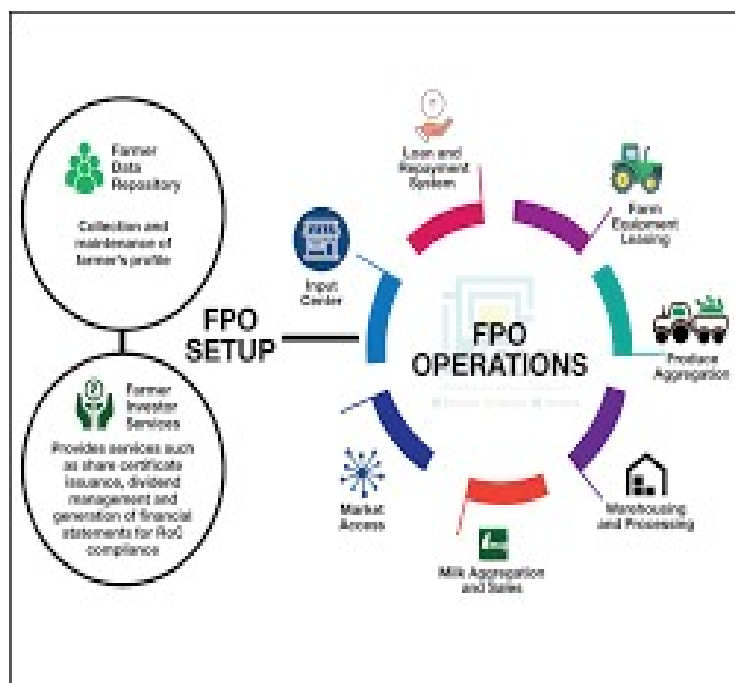 Farmer
Data
Repository
Collection and
maintenance of
farmer's profile
FPO
SETUP
Farmer
Investor
Services
Provides services such
as share certificate
issuance, dividend
management and
generation of financial
statements for RoC
compliance
Loan and
Repayment
System
Farm
Equipment
Leasing
Input
Center
FPO
OPERATIONS
Produce
Aggregation
Market
Access
Warehousing
and Processing
Milk Aggregation
and Sales